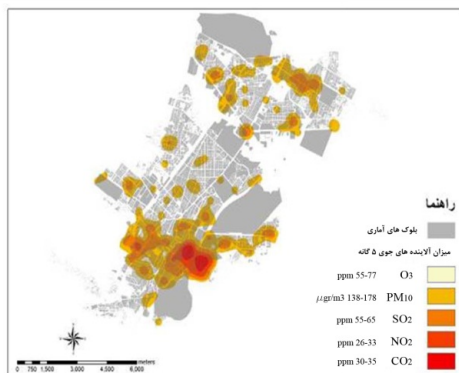 راهنما
بلوک های آماری
میزان آلاینده های جوی ۵ گانه
ppm 55-77 O3
μgr/m3 138-178 PM10
ppm 55-65 SO2
ppm 26-33 NO2
ppm 30-35 CO2
0 750 1,500 3,000 4,500 6,000
meters